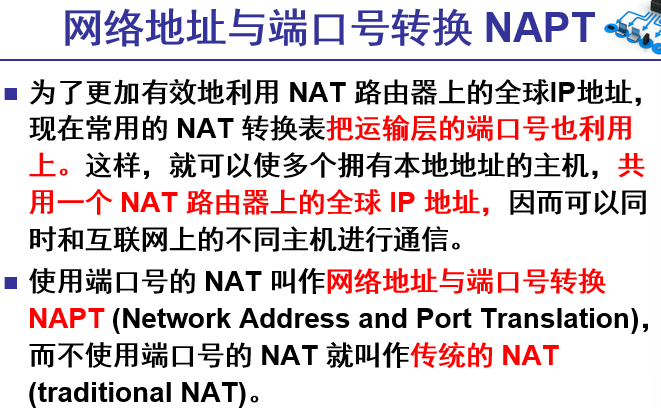 网络地址与端口号转换 NAPT
为了更加有效地利用 NAT 路由器上的全球IP地址，
现在常用的 NAT 转换表把运输层的端口号也利用
上。这样，就可以使多个拥有本地地址的主机，共
用一个 NAT 路由器上的全球 IP 地址，因而可以同
时和互联网上的不同主机进行通信。
使用端口号的 NAT 叫作网络地址与端口号转换
NAPT (Network Address and Port Translation)，
而不使用端口号的 NAT 就叫作传统的 NAT
(traditional NAT)。